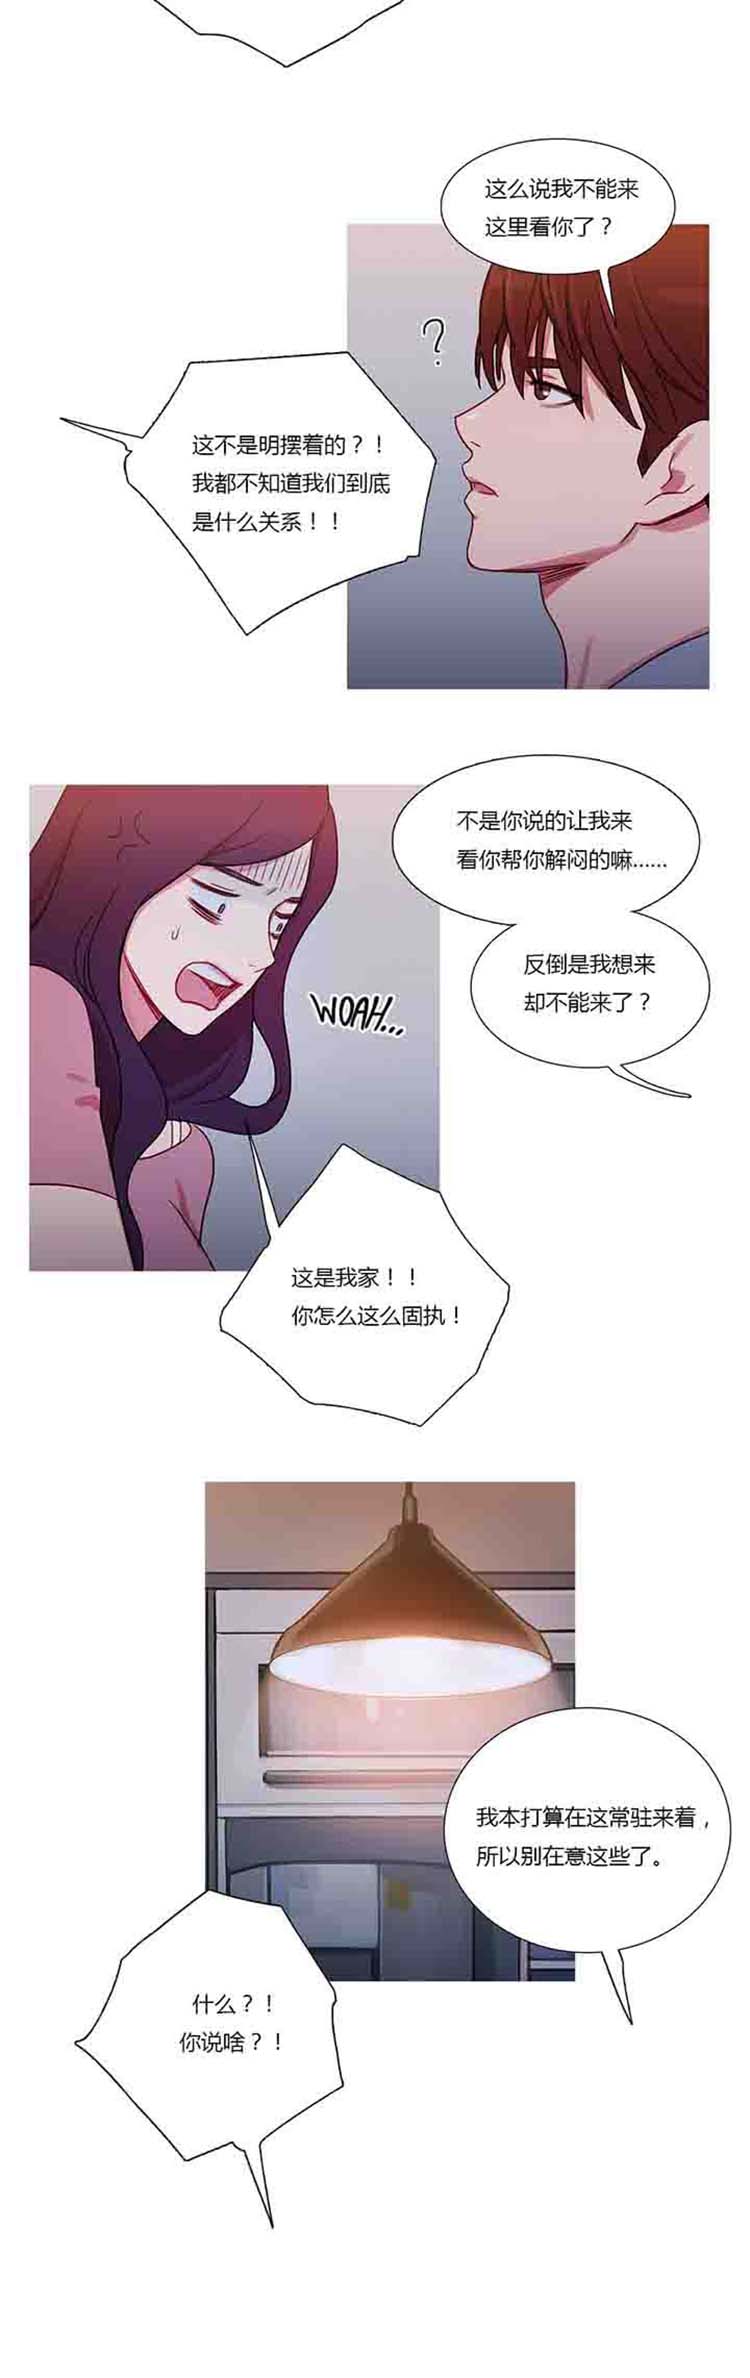 这么说我不能来
这里看你了？
?
这不是明摆着的？！
我都不知道我们到底
是什么关系！！
不是你说的让我来
看你帮你解闷的嘛……
反倒是我想来
却不能来了？
WOAH...
这是我家！！
你怎么这么固执！
我本打算在这常驻来着，
所以别在意这些了。
什么？！
你说啥？！